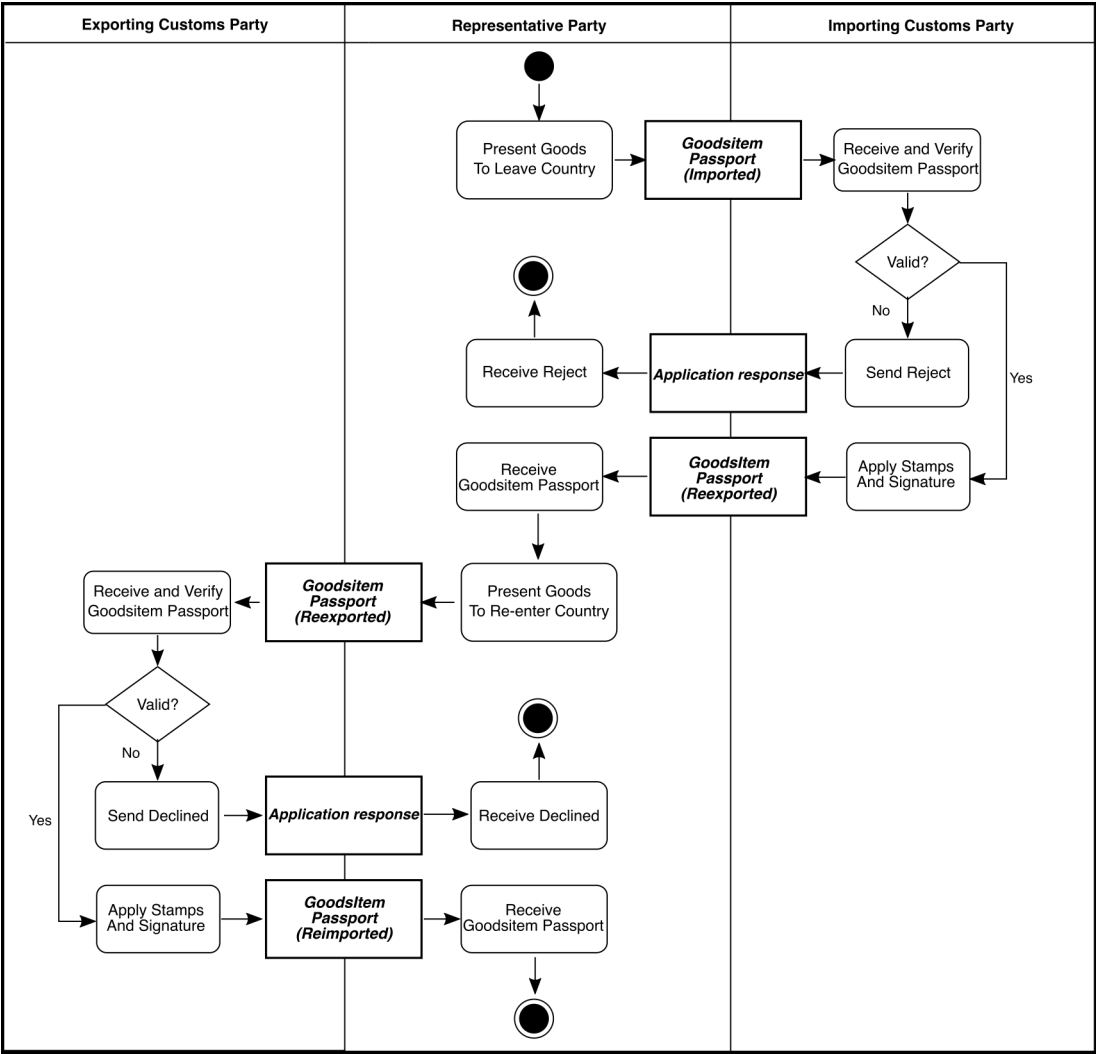 Exporting Customs Party
Representative Party
Importing Customs Party
Present Goods
To Leave Country
Goodsitem
Passport
(Imported)
Receive and Verify
Goodsitem Passport
Valid?
No
Yes
Receive Reject
Application response
Send Reject
Receive
Goodsitem Passport
GoodsItem
Passport
(Reexported)
Apply Stamps
And Signature
Receive and Verify
Goodsitem Passport
Goodsitem
Passport
(Reexported)
Present Goods
To Re-enter Country
Valid?
No
Yes
Send Declined
Application response
Receive Declined
Apply Stamps
And Signature
GoodsItem
Passport
(Reimported)
Receive
Goodsitem Passport